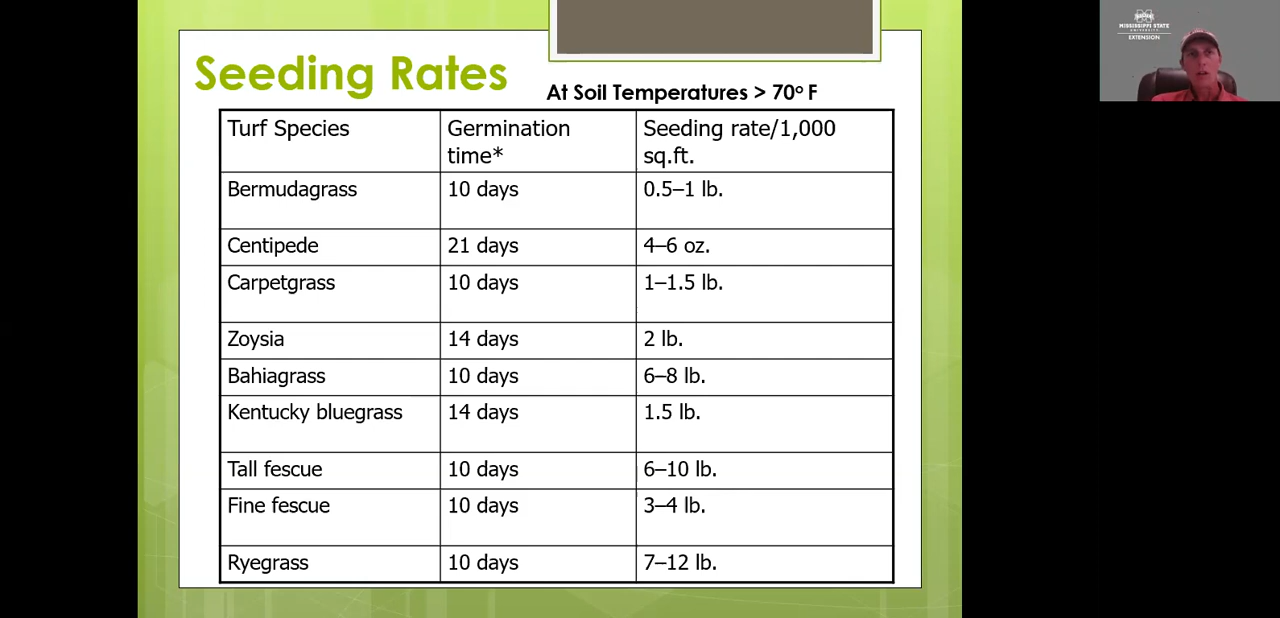 Seeding Rates
At Soil Temperatures > 70º F
Turf Species Germination time* Seeding rate/1,000 sq.ft.
Bermudagrass 10 days 0.5–1 lb.
Centipede 21 days 4–6 oz.
Carpetgrass 10 days 1–1.5 lb.
Zoysia 14 days 2 lb.
Bahiagrass 10 days 6–8 lb.
Kentucky bluegrass 14 days 1.5 lb.
Tall fescue 10 days 6–10 lb.
Fine fescue 10 days 3–4 lb.
Ryegrass 10 days 7–12 lb.
MISSISSIPPI STATE
UNIVERSITY
EXTENSION